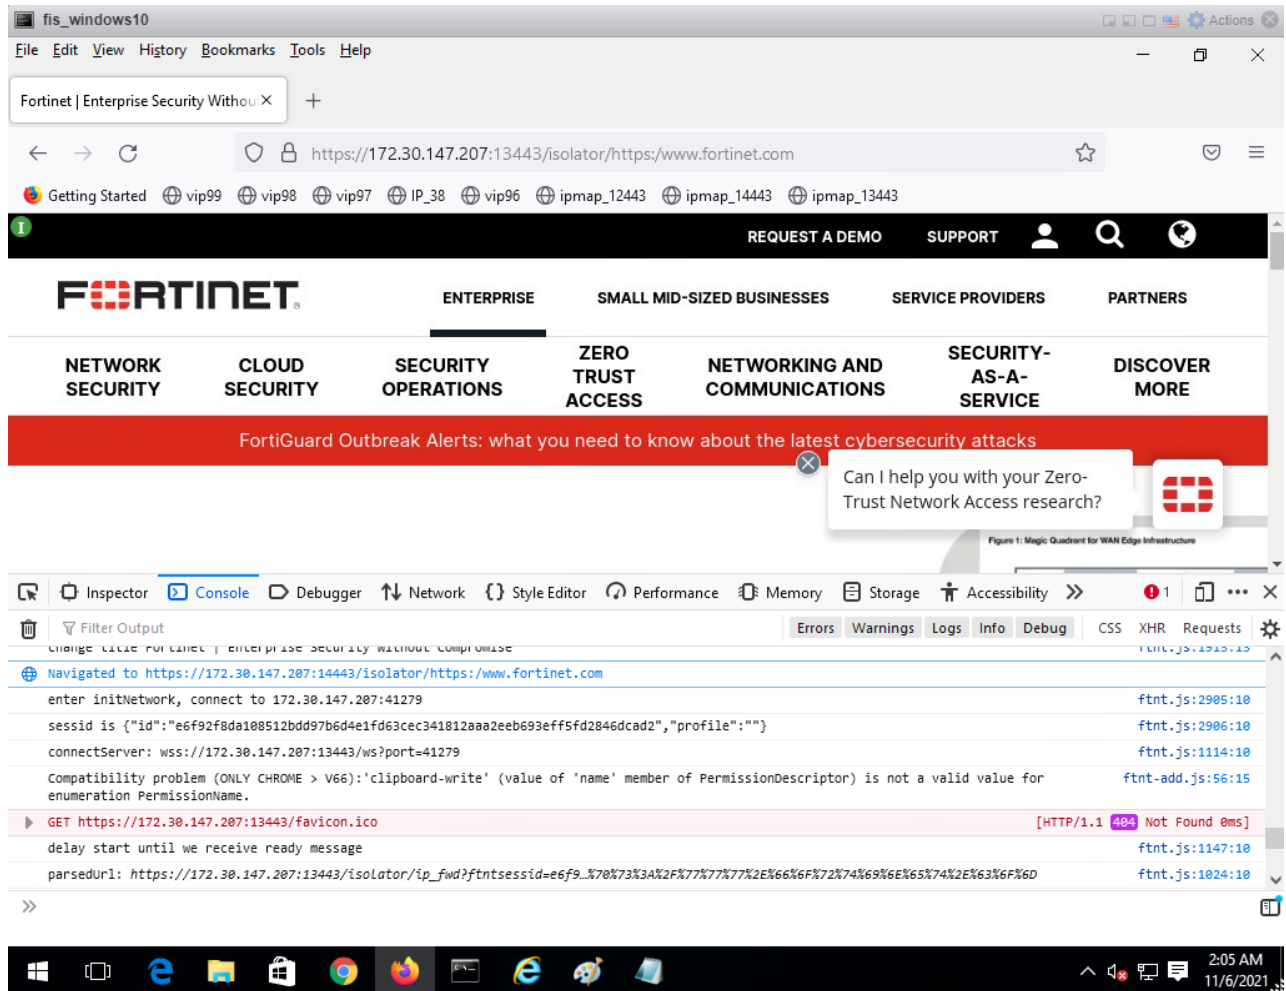 fis_windows10
Actions
File Edit View History Bookmarks Tools Help
Fortinet | Enterprise Security Withou
https://172.30.147.207:13443/isolator/https:/www.fortinet.com
Getting Started vip99 vip98 vip97 IP_38 vip96 ipmap_12443 ipmap_14443 ipmap_13443
I
REQUEST A DEMO SUPPORT
FORTINET®
ENTERPRISE SMALL MID-SIZED BUSINESSES SERVICE PROVIDERS PARTNERS
NETWORK SECURITY
CLOUD SECURITY
SECURITY OPERATIONS
ZERO TRUST ACCESS
NETWORKING AND COMMUNICATIONS
SECURITY-AS-A-SERVICE
DISCOVER MORE
FortiGuard Outbreak Alerts: what you need to know about the latest cybersecurity attacks
Can I help you with your Zero-
Trust Network Access research?
Figure 1: Magic Quadrant for WAN Edge Infrastructure
Inspector Console Debugger Network Style Editor Performance Memory Storage Accessibility 1
Filter Output Errors Warnings Logs Info Debug CSS XHR Requests
change title Fortinet | Enterprise Security Without Compromise ftnt.js:1913:13
Navigated to https://172.30.147.207:14443/isolator/https:/www.fortinet.com
enter initNetwork, connect to 172.30.147.207:41279 ftnt.js:2905:10
sessid is {"id":"e6f92f8da108512bdd97b6d4e1fd63cec341812aaa2eeb693eff5fd2846dcad2","profile":""} ftnt.js:2906:10
connectServer: wss://172.30.147.207:13443/ws?port=41279 ftnt.js:1114:10
Compatibility problem (ONLY CHROME > V66):'clipboard-write' (value of 'name' member of PermissionDescriptor) is not a valid value for ftnt-add.js:56:15
enumeration PermissionName.
GET https://172.30.147.207:13443/favicon.ico [HTTP/1.1 404 Not Found 0ms]
delay start until we receive ready message ftnt.js:1147:10
parsedUrl: https://172.30.147.207:13443/isolator/ip_fwd?ftntsessid=e6f9…%70%73%3A%2F%77%77%77%2E%66%6F%72%74%69%6E%65%74%2E%63%6F%6D ftnt.js:1024:10
2:05 AM
11/6/2021